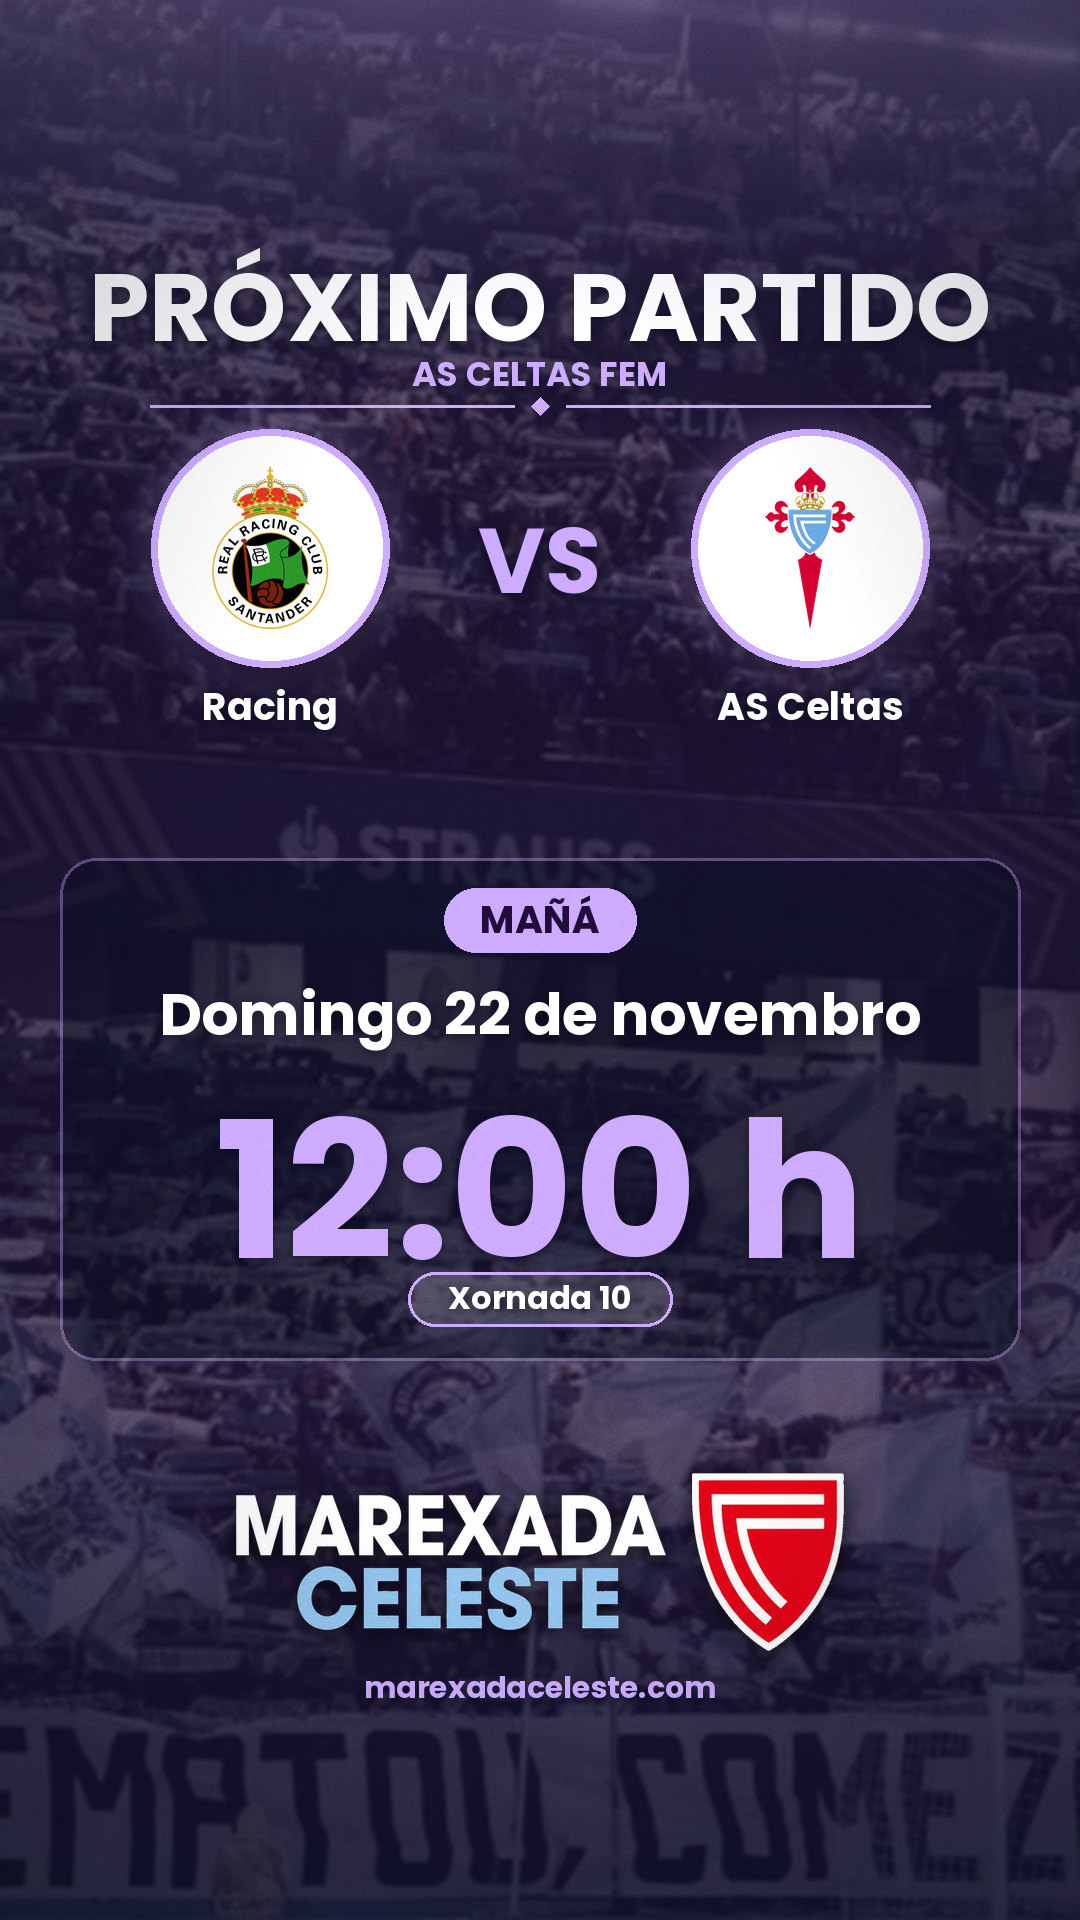 PRÓXIMO PARTIDO
AS CELTAS FEM
CELTA
REAL RACING CLUB
SANTANDER
VS
Racing
AS Celtas
STRAUSS
MAÑÁ
Domingo 22 de novembro
12:00 h
Xornada 10
MAREXADA
CELESTE
marexadaceleste.com
EMPTOU, COMEZ